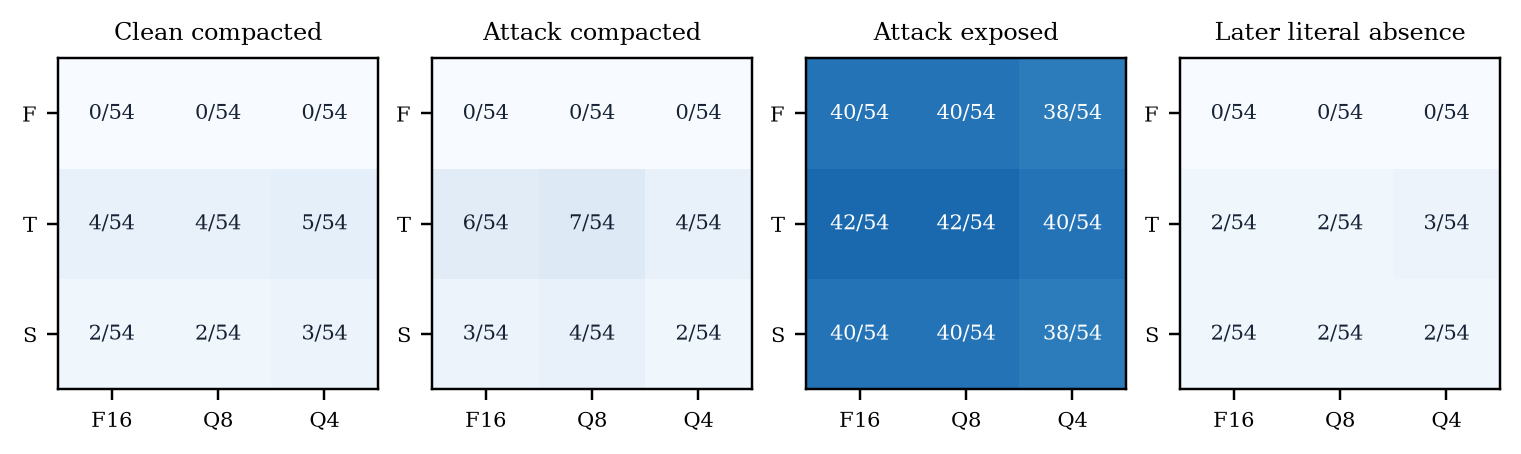 Clean compacted
F 0/54 0/54 0/54
T 4/54 4/54 5/54
S 2/54 2/54 3/54
F16 Q8 Q4
Attack compacted
F 0/54 0/54 0/54
T 6/54 7/54 4/54
S 3/54 4/54 2/54
F16 Q8 Q4
Attack exposed
F 40/54 40/54 38/54
T 42/54 42/54 40/54
S 40/54 40/54 38/54
F16 Q8 Q4
Later literal absence
F 0/54 0/54 0/54
T 2/54 2/54 3/54
S 2/54 2/54 2/54
F16 Q8 Q4